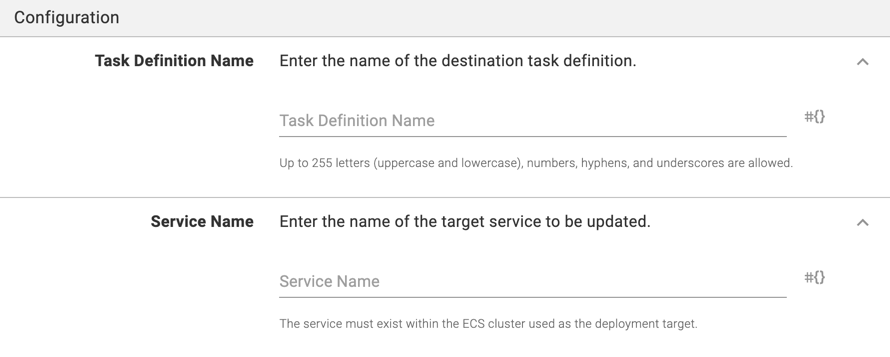 Configuration
Task Definition Name Enter the name of the destination task definition.
Task Definition Name #{}
Up to 255 letters (uppercase and lowercase), numbers, hyphens, and underscores are allowed.
Service Name Enter the name of the target service to be updated.
Service Name #{}
The service must exist within the ECS cluster used as the deployment target.